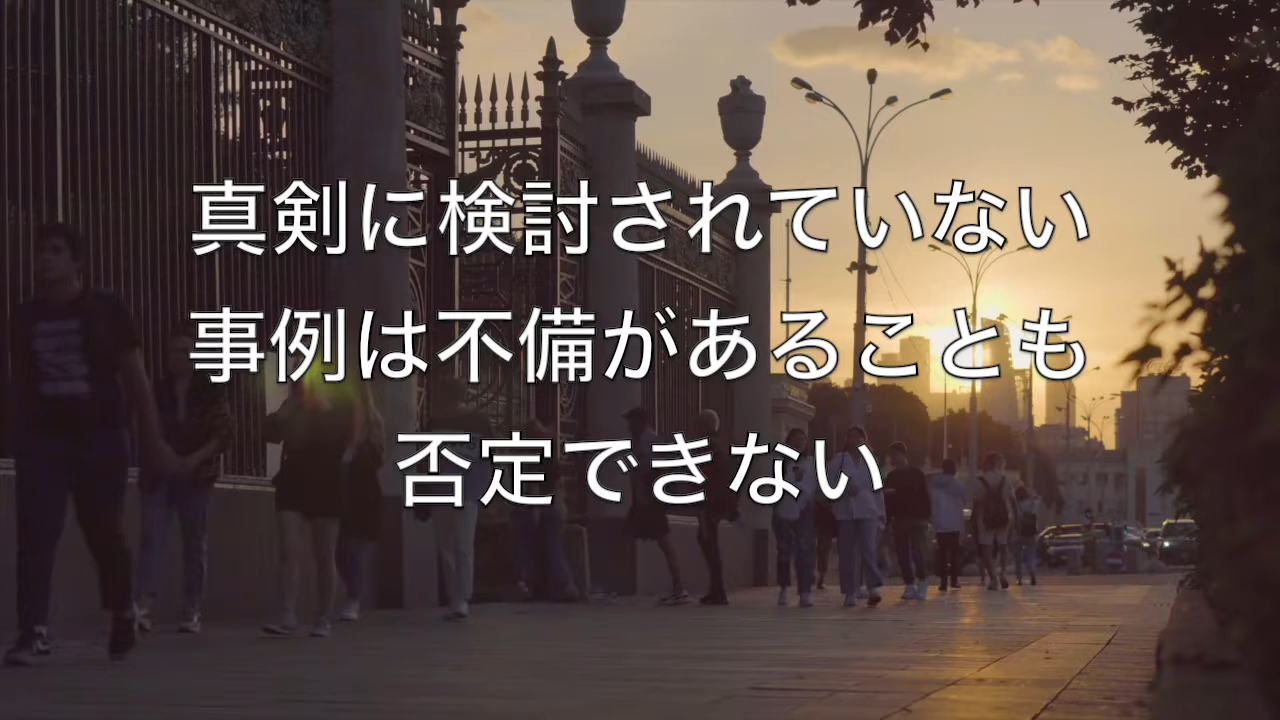 真剣に検討されていない
事例は不備があることも
否定できない